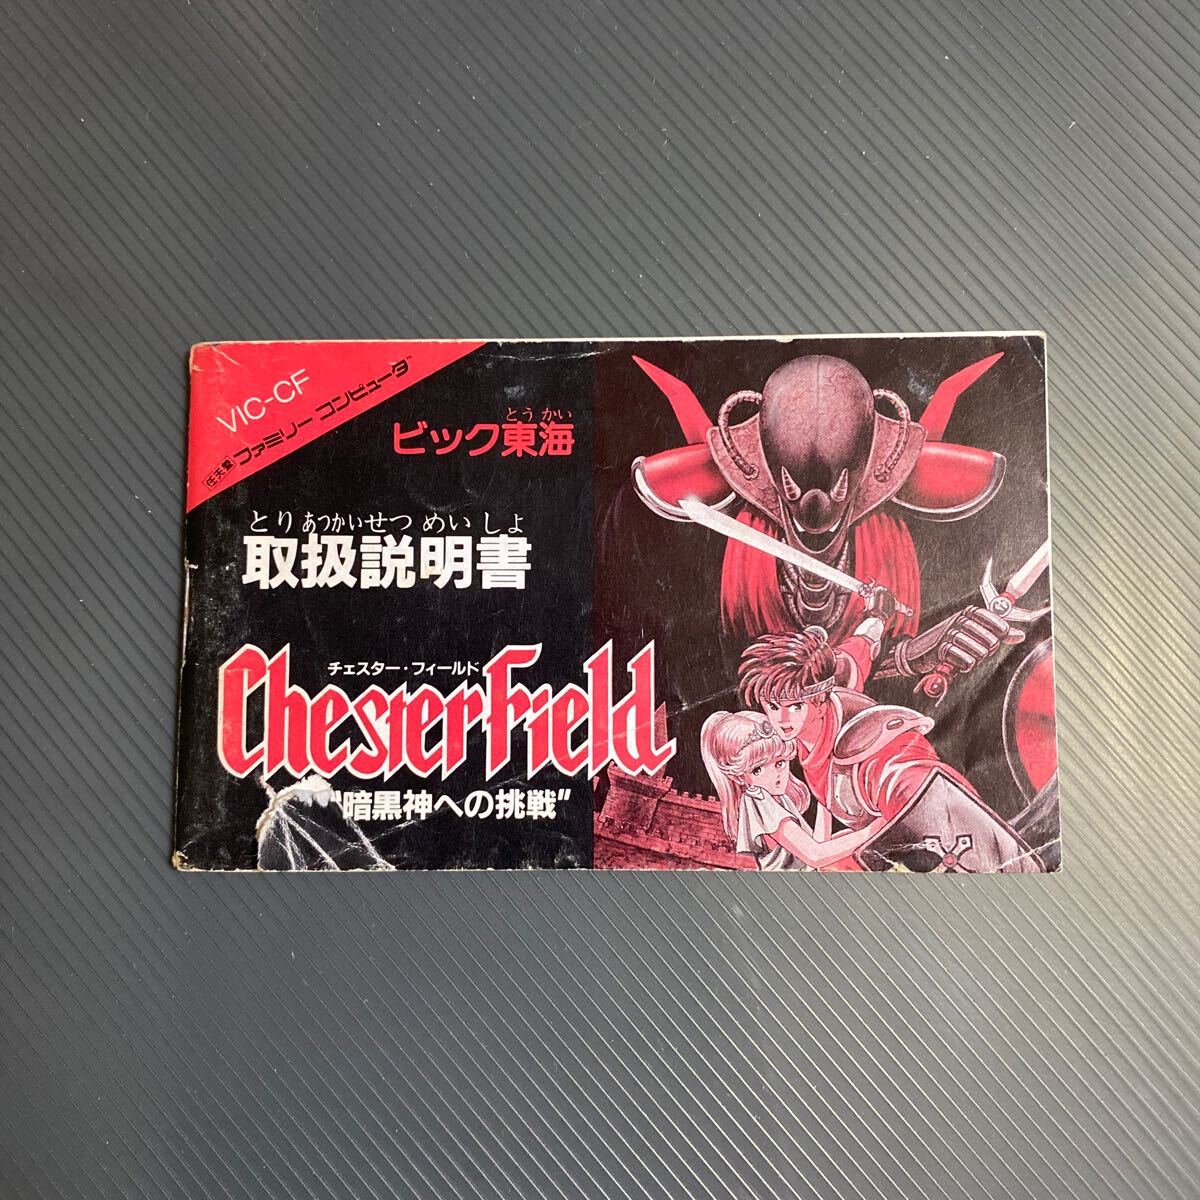 VIC-CF
任天堂 ファミリー コンピュータ™
とうかい
ビック東海
とりあつかいせつめいしょ
取扱説明書
チェスター・フィールド
Chesterfield
"暗黒神への挑戦"